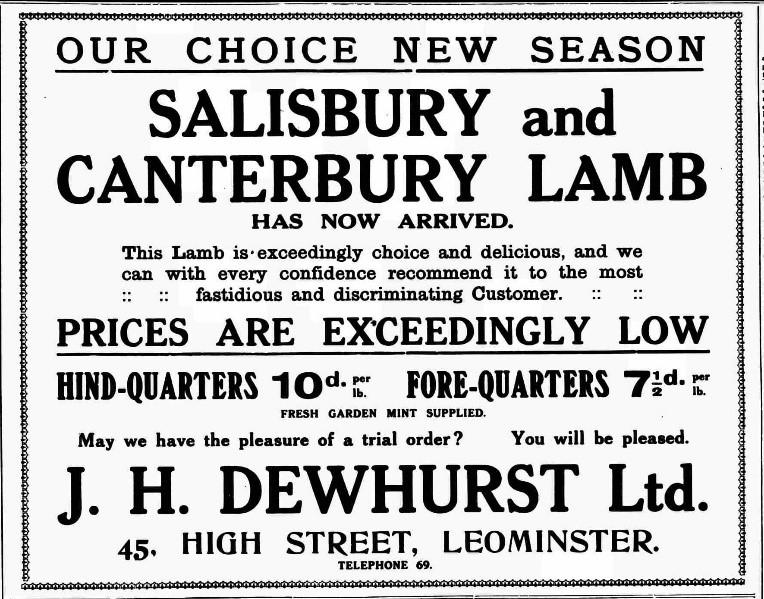 OUR CHOICE NEW SEASON
SALISBURY and
CANTERBURY LAMB
HAS NOW ARRIVED.
This Lamb is exceedingly choice and delicious, and we
can with every confidence recommend it to the most
:: :: fastidious and discriminating Customer. :: ::
PRICES ARE EXCEEDINGLY LOW
HIND-QUARTERS 10d. per lb. FORE-QUARTERS 7½d. per lb.
FRESH GARDEN MINT SUPPLIED.
May we have the pleasure of a trial order? You will be pleased.
J. H. DEWHURST Ltd.
45, HIGH STREET, LEOMINSTER.
TELEPHONE 69.